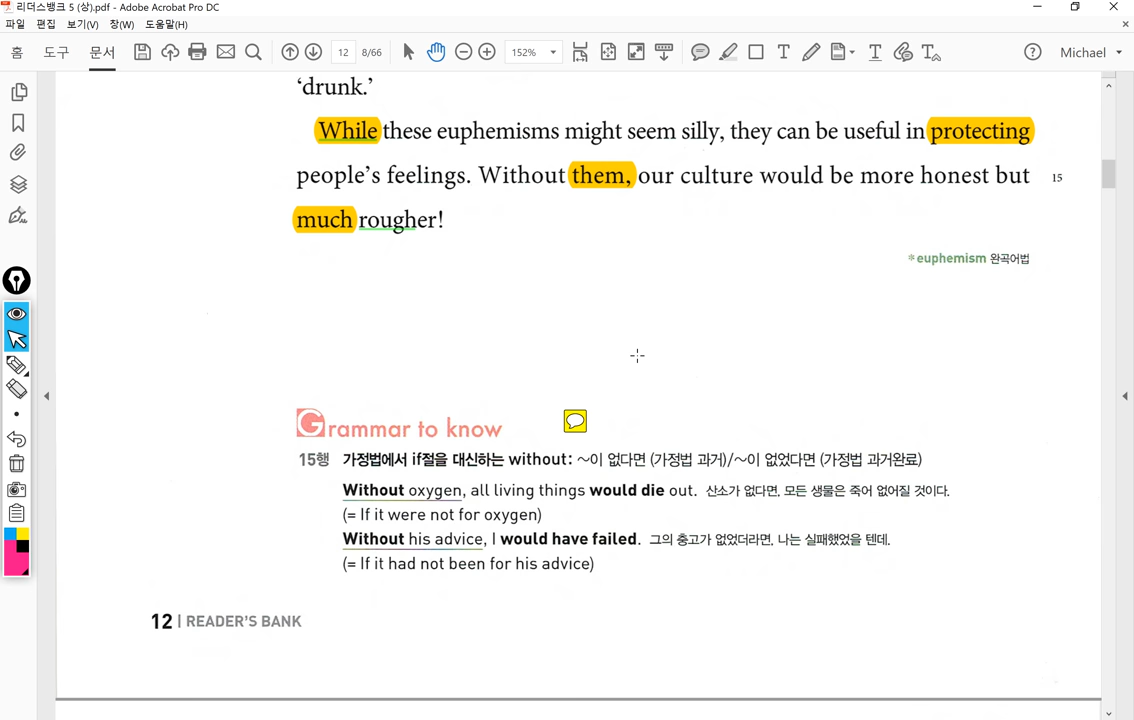 리더스뱅크 5 (상).pdf - Adobe Acrobat Pro DC
파일 편집 보기(V) 창(W) 도움말(H)
홈 도구 문서 12 8/66 152% Michael
‘drunk.’
While these euphemisms might seem silly, they can be useful in protecting
people’s feelings. Without them, our culture would be more honest but 15
much rougher!
*euphemism 완곡어법
Grammar to know
15행 가정법에서 if절을 대신하는 without: ~이 없다면 (가정법 과거)/~이 없었다면 (가정법 과거완료)
Without oxygen, all living things would die out. 산소가 없다면, 모든 생물은 죽어 없어질 것이다.
(= If it were not for oxygen)
Without his advice, I would have failed. 그의 충고가 없었더라면, 나는 실패했었을 텐데.
(= If it had not been for his advice)
12 | READER’S BANK